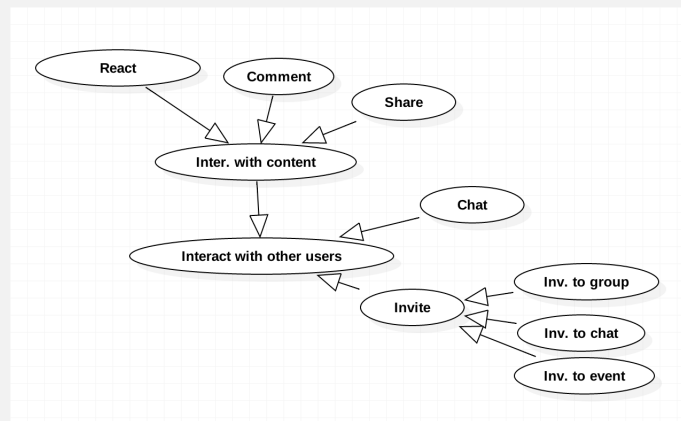 React
Comment
Share
Inter. with content
Chat
Interact with other users
Inv. to group
Invite
Inv. to chat
Inv. to event